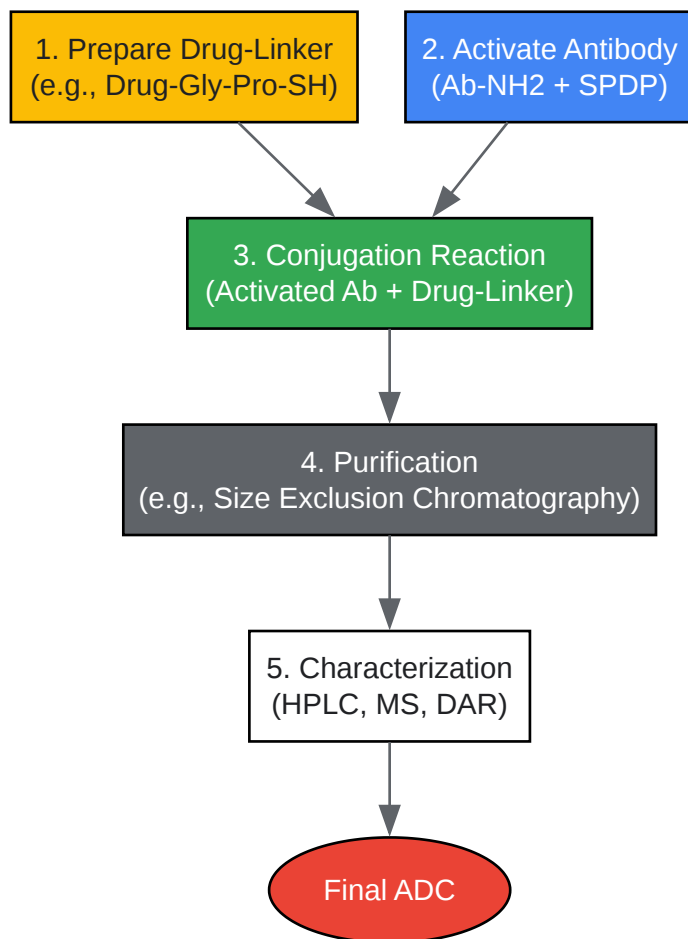 1. Prepare Drug-Linker
(e.g., Drug-Gly-Pro-SH)
2. Activate Antibody
(Ab-NH2 + SPDP)
3. Conjugation Reaction
(Activated Ab + Drug-Linker)
4. Purification
(e.g., Size Exclusion Chromatography)
5. Characterization
(HPLC, MS, DAR)
Final ADC